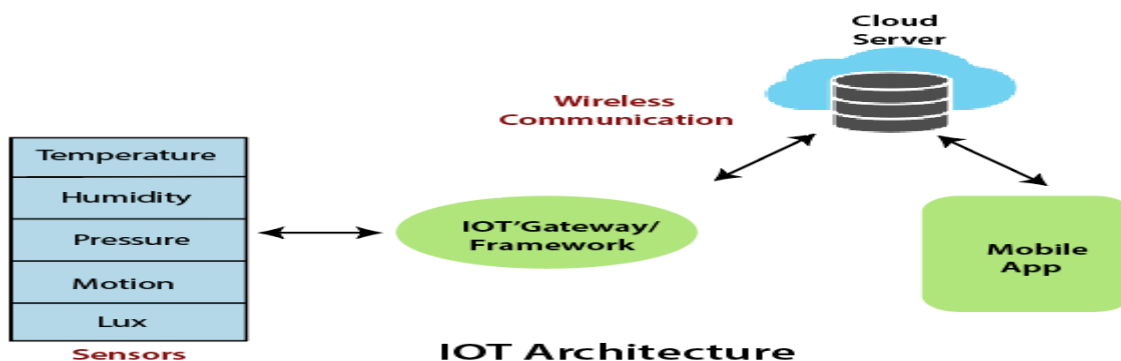 Cloud
Server
Wireless
Communication
Temperature
Humidity
Pressure
Motion
Lux
Sensors
IOT'Gateway/
Framework
Mobile
App
IOT Architecture